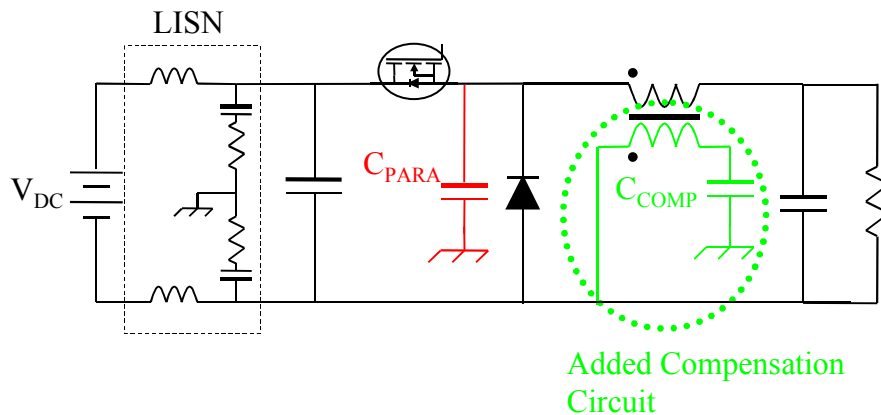 LISN
V_DC
C_PARA
C_COMP
Added Compensation
Circuit